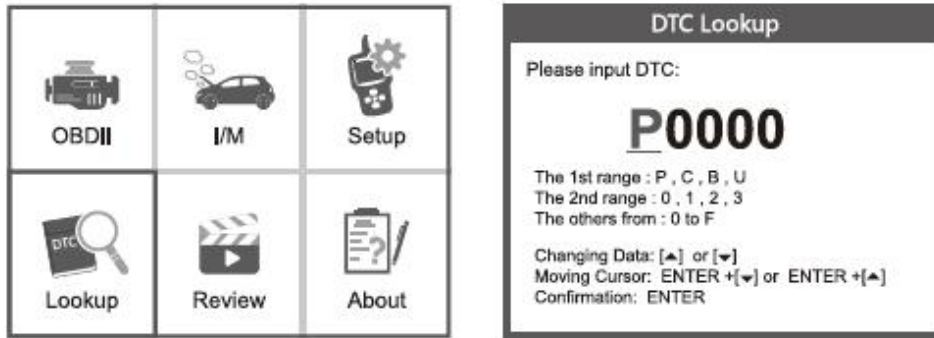 OBDII
I/M
Setup
DTC
Lookup
Review
About
DTC Lookup
Please input DTC:
P0000
The 1st range : P , C , B , U
The 2nd range : 0 , 1 , 2 , 3
The others from : 0 to F
Changing Data: [▲] or [▼]
Moving Cursor: ENTER +[▼] or ENTER +[▲]
Confirmation: ENTER